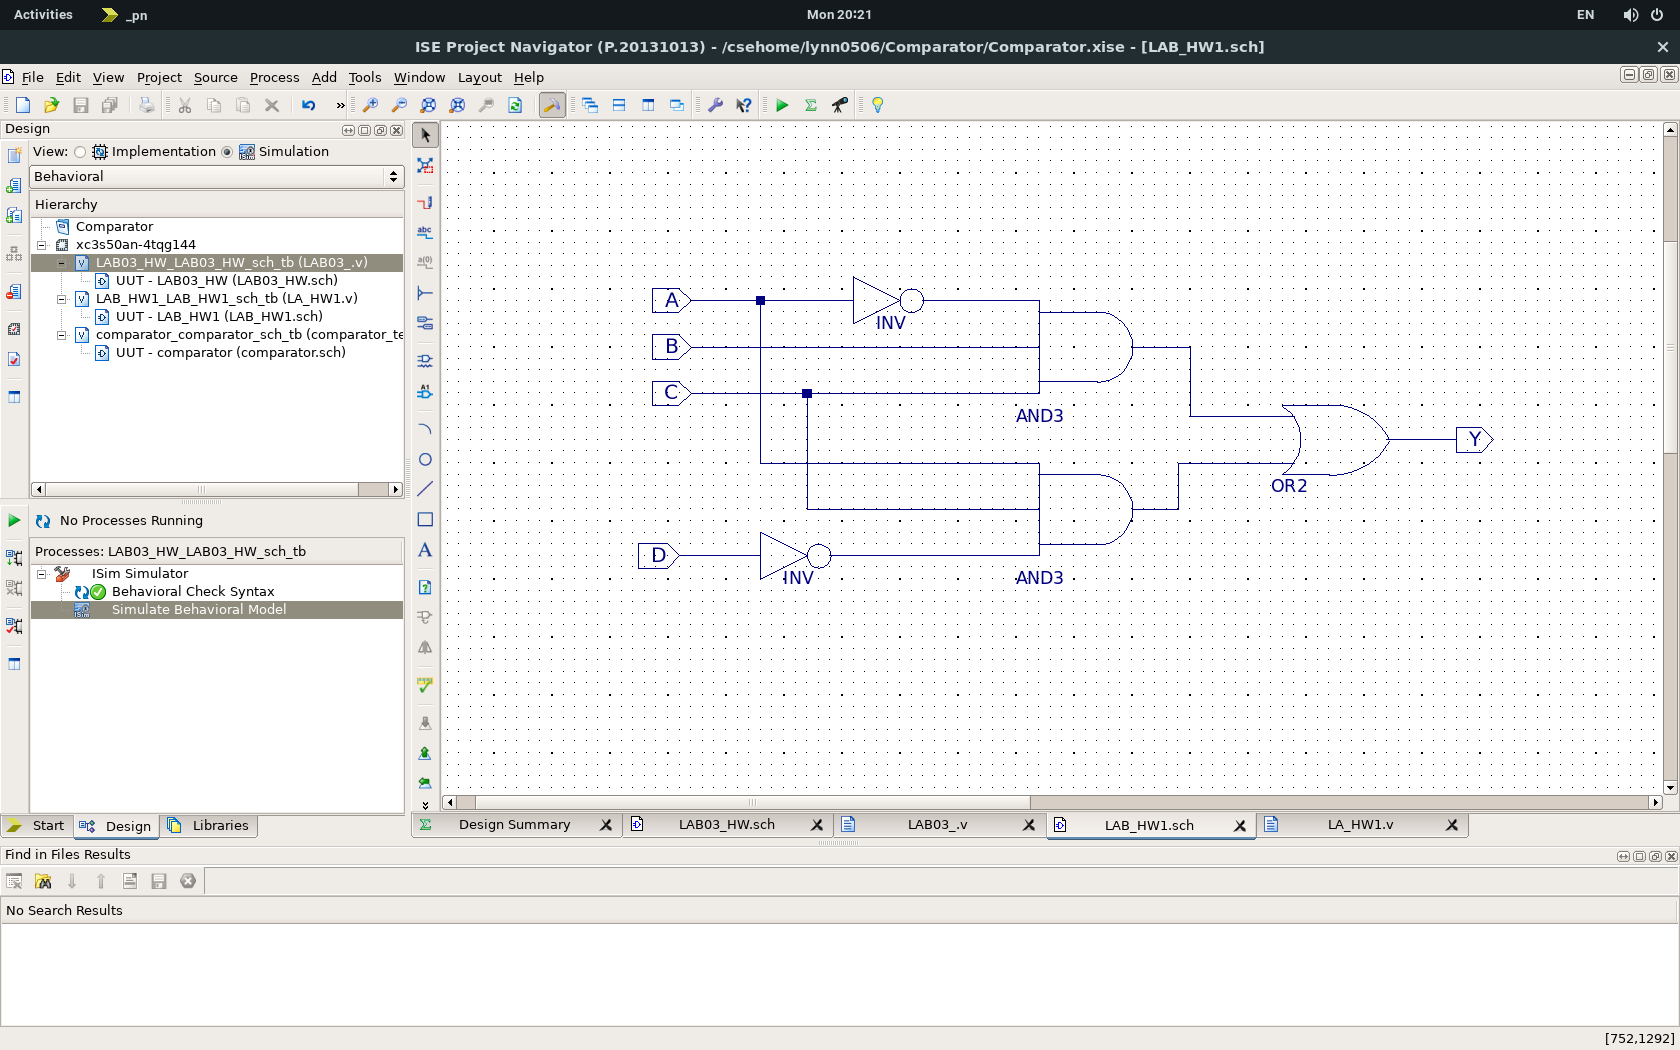 Activities _pn Mon 20:21 EN
ISE Project Navigator (P.20131013) - /csehome/lynn0506/Comparator/Comparator.xise - [LAB_HW1.sch]
File Edit View Project Source Process Add Tools Window Layout Help
Design
View: Implementation Simulation
Behavioral
Hierarchy
Comparator
xc3s50an-4tqg144
LAB03_HW_LAB03_HW_sch_tb (LAB03_.v)
UUT - LAB03_HW (LAB03_HW.sch)
LAB_HW1_LAB_HW1_sch_tb (LA_HW1.v)
UUT - LAB_HW1 (LAB_HW1.sch)
comparator_comparator_sch_tb (comparator_te
UUT - comparator (comparator.sch)
No Processes Running
Processes: LAB03_HW_LAB03_HW_sch_tb
ISim Simulator
Behavioral Check Syntax
Simulate Behavioral Model
Start Design Libraries
A
INV
B
C
AND3
Y
OR2
D
INV
AND3
Design Summary LAB03_HW.sch LAB03_.v LAB_HW1.sch LA_HW1.v
Find in Files Results
No Search Results
[752,1292]